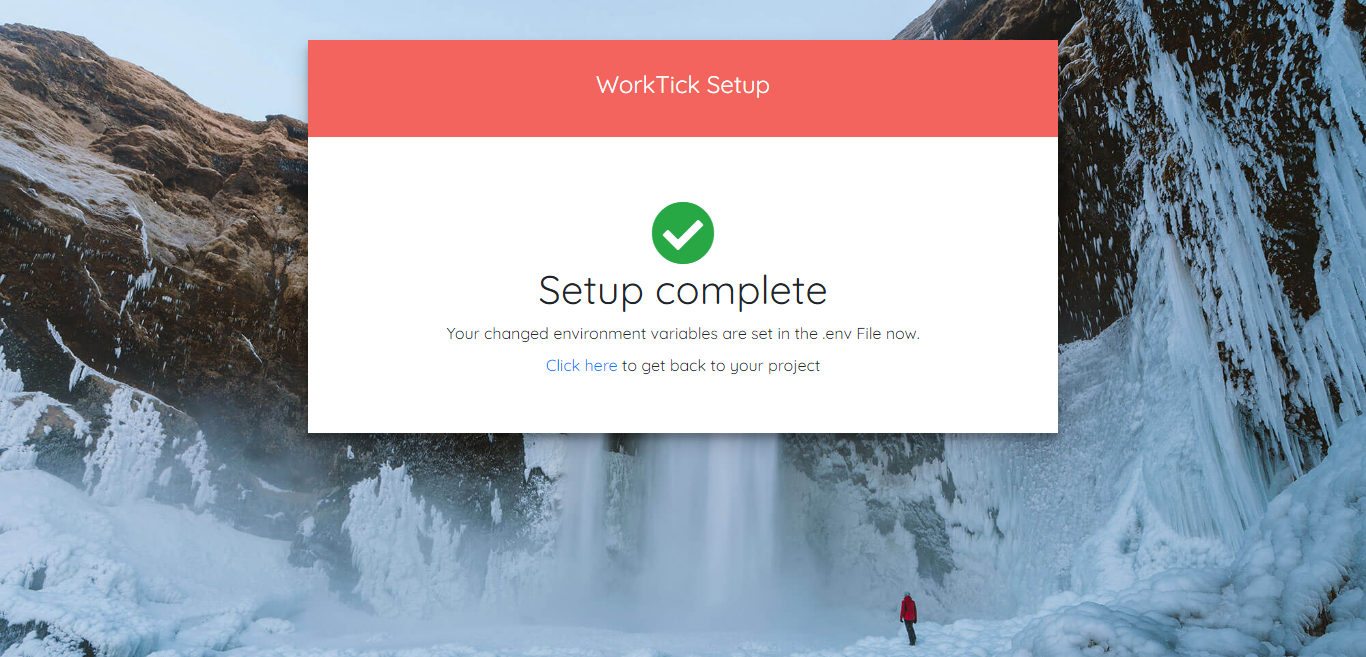 WorkTick Setup
Setup complete
Your changed environment variables are set in the .env File now.
Click here to get back to your project